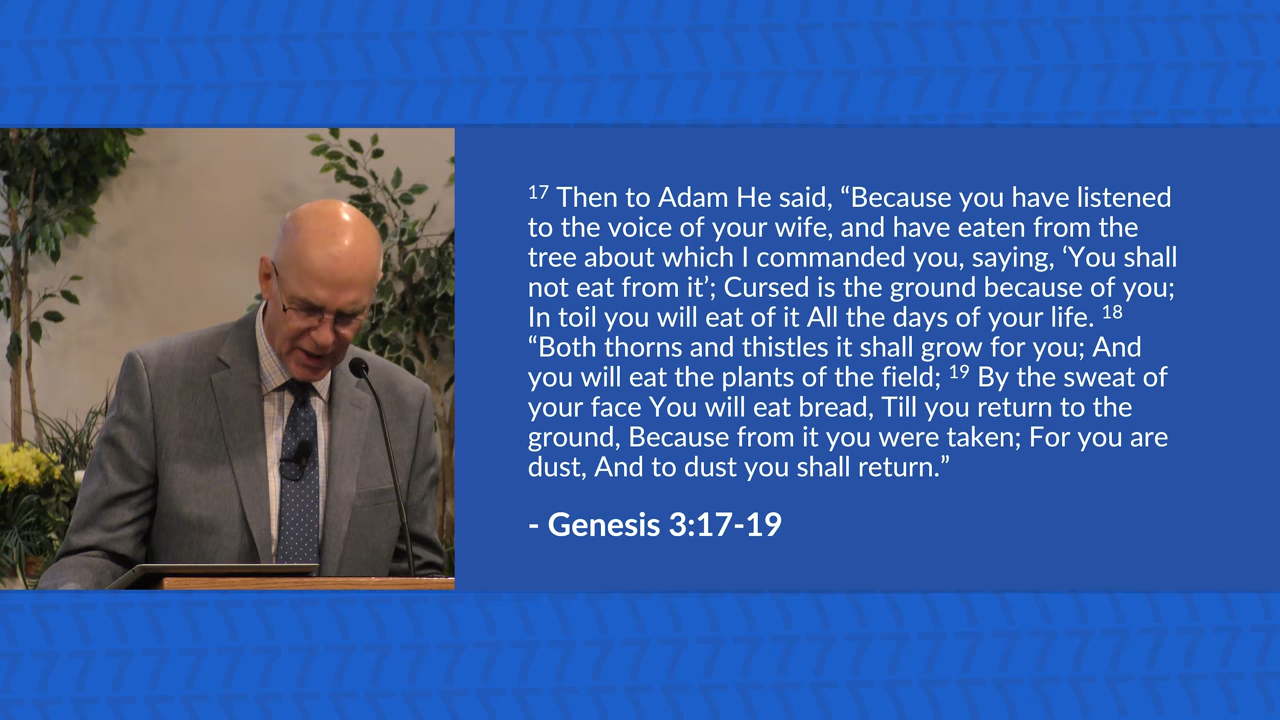 17 Then to Adam He said, “Because you have listened
to the voice of your wife, and have eaten from the
tree about which I commanded you, saying, ‘You shall
not eat from it’; Cursed is the ground because of you;
In toil you will eat of it All the days of your life. 18
“Both thorns and thistles it shall grow for you; And
you will eat the plants of the field; 19 By the sweat of
your face You will eat bread, Till you return to the
ground, Because from it you were taken; For you are
dust, And to dust you shall return.”
- Genesis 3:17-19